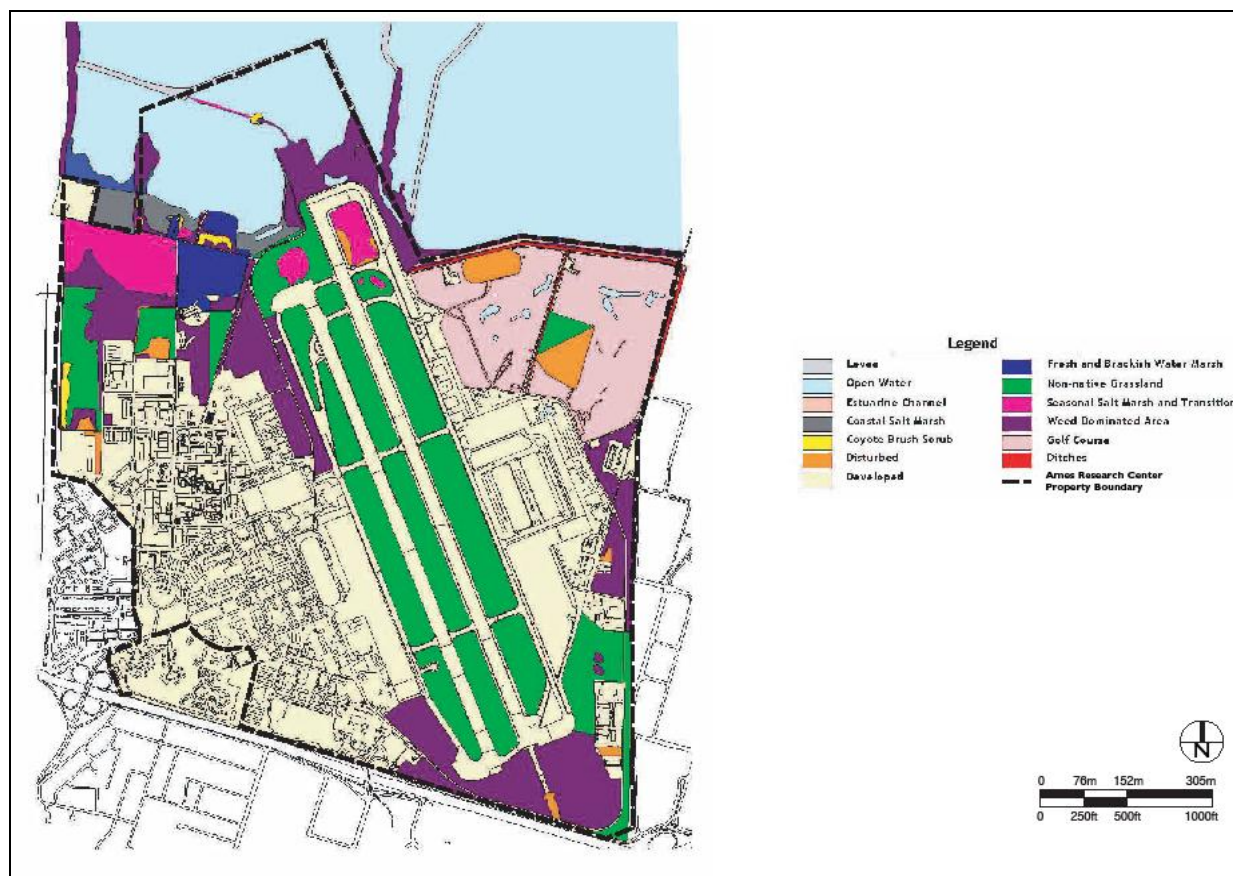 Legend
Levee
Open Water
Estuarine Channel
Coastal Salt Marsh
Coyote Brush Scrub
Disturbed
Developed
Fresh and Brackish Water Marsh
Non-native Grassland
Seasonal Salt Marsh and Transition
Weed Dominated Area
Golf Course
Ditches
Ames Research Center
Property Boundary
N
0 76m 152m 305m
0 250ft 500ft 1000ft